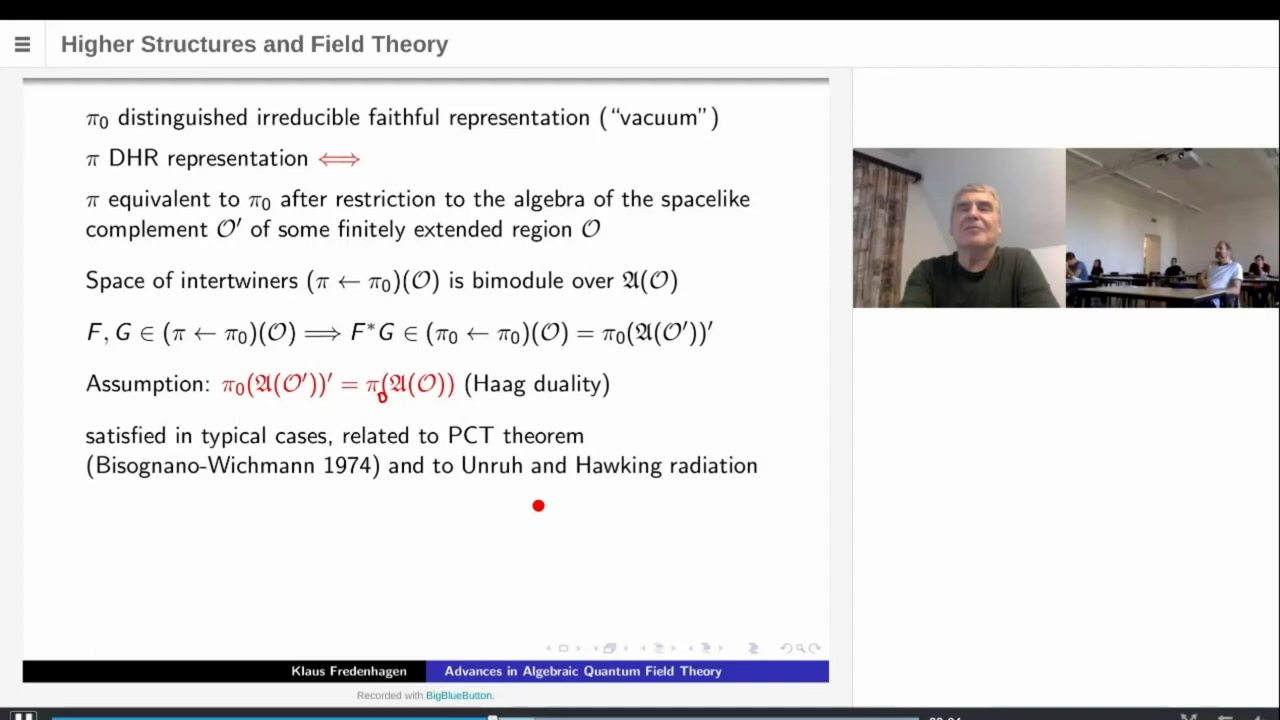 Higher Structures and Field Theory
π₀ distinguished irreducible faithful representation (“vacuum”)
π DHR representation ⟺
π equivalent to π₀ after restriction to the algebra of the spacelike
complement 𝒪′ of some finitely extended region 𝒪
Space of intertwiners (π ← π₀)(𝒪) is bimodule over 𝔄(𝒪)
F, G ∈ (π ← π₀)(𝒪) ⟹ F*G ∈ (π₀ ← π₀)(𝒪) = π₀(𝔄(𝒪′))′
Assumption: π₀(𝔄(𝒪′))′ = π₀(𝔄(𝒪)) (Haag duality)
satisfied in typical cases, related to PCT theorem
(Bisognano-Wichmann 1974) and to Unruh and Hawking radiation
Klaus Fredenhagen Advances in Algebraic Quantum Field Theory
Recorded with BigBlueButton.